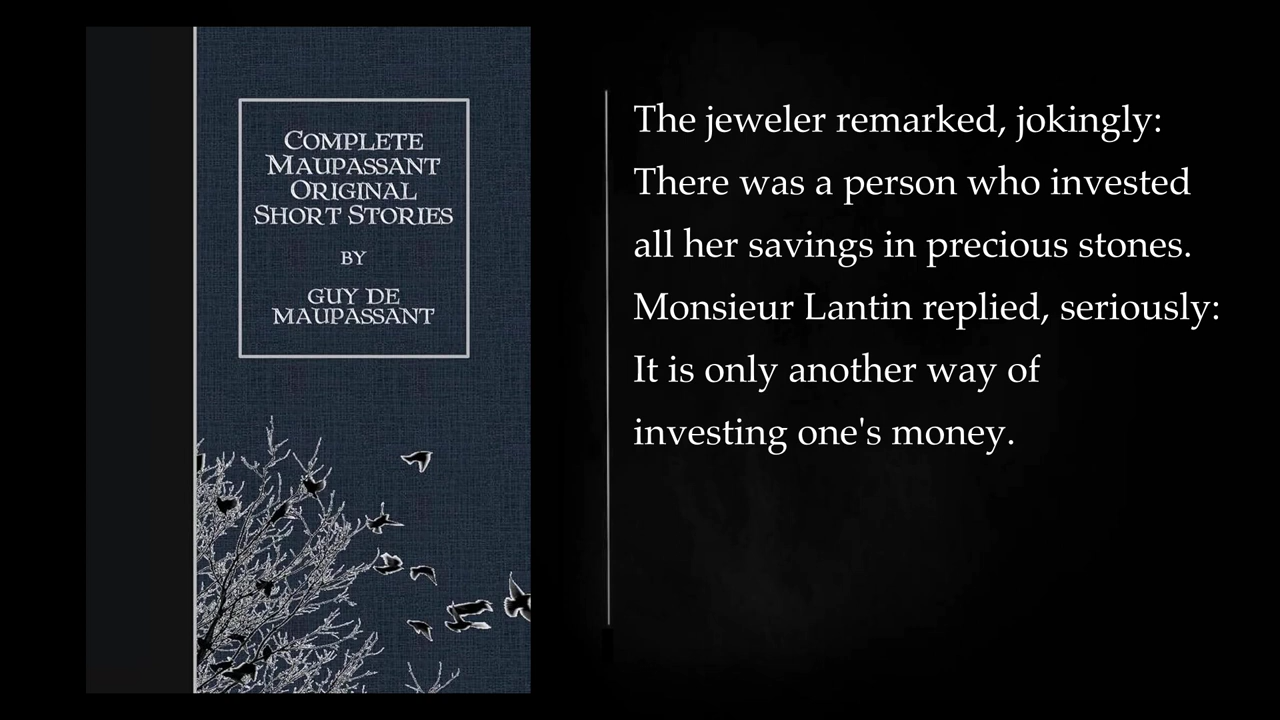 COMPLETE
MAUPASSANT
ORIGINAL
SHORT STORIES
BY
GUY DE
MAUPASSANT
The jeweler remarked, jokingly:
There was a person who invested
all her savings in precious stones.
Monsieur Lantin replied, seriously:
It is only another way of
investing one's money.